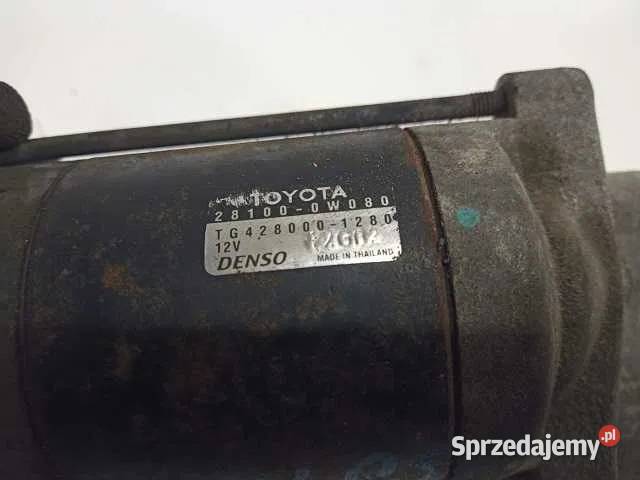 TOYOTA
28100-0W080
TG428000-1280
12V
DENSO
MADE IN THAILAND
Sprzedajemy.pl